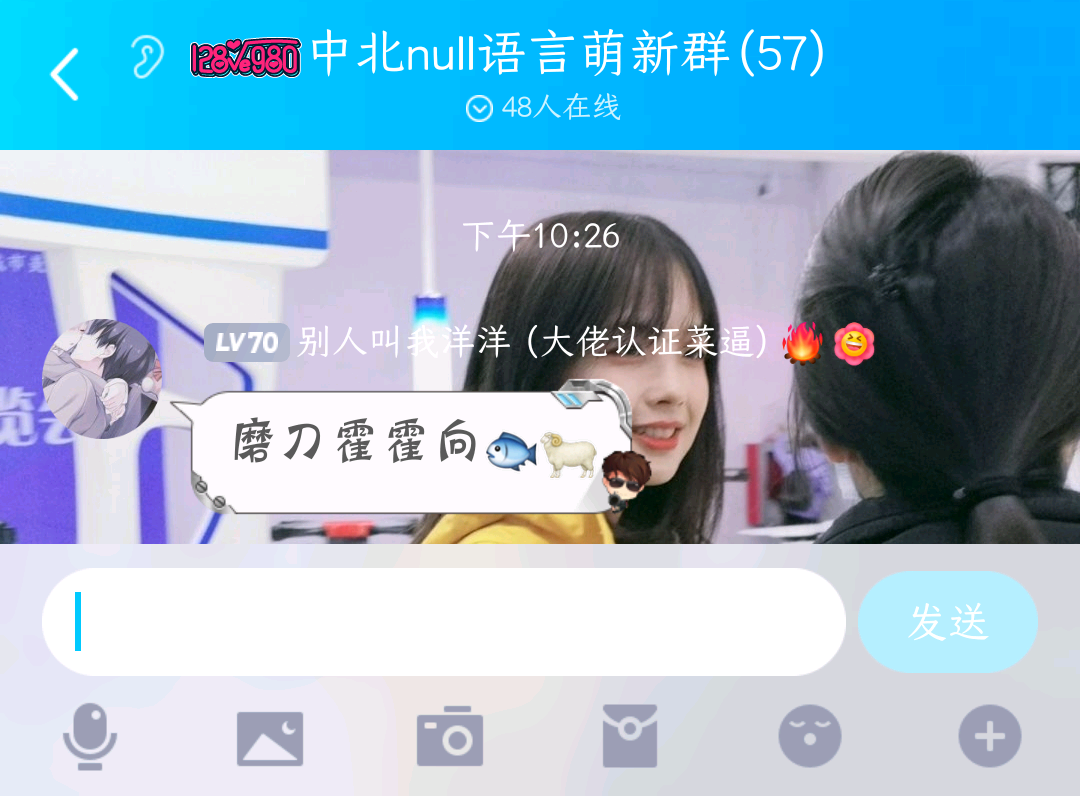 128√e980 中北null语言萌新群(57)
48人在线
下午10:26
LV70 别人叫我洋洋（大佬认证菜逼）🔥
磨刀霍霍向🐟🐏
发送